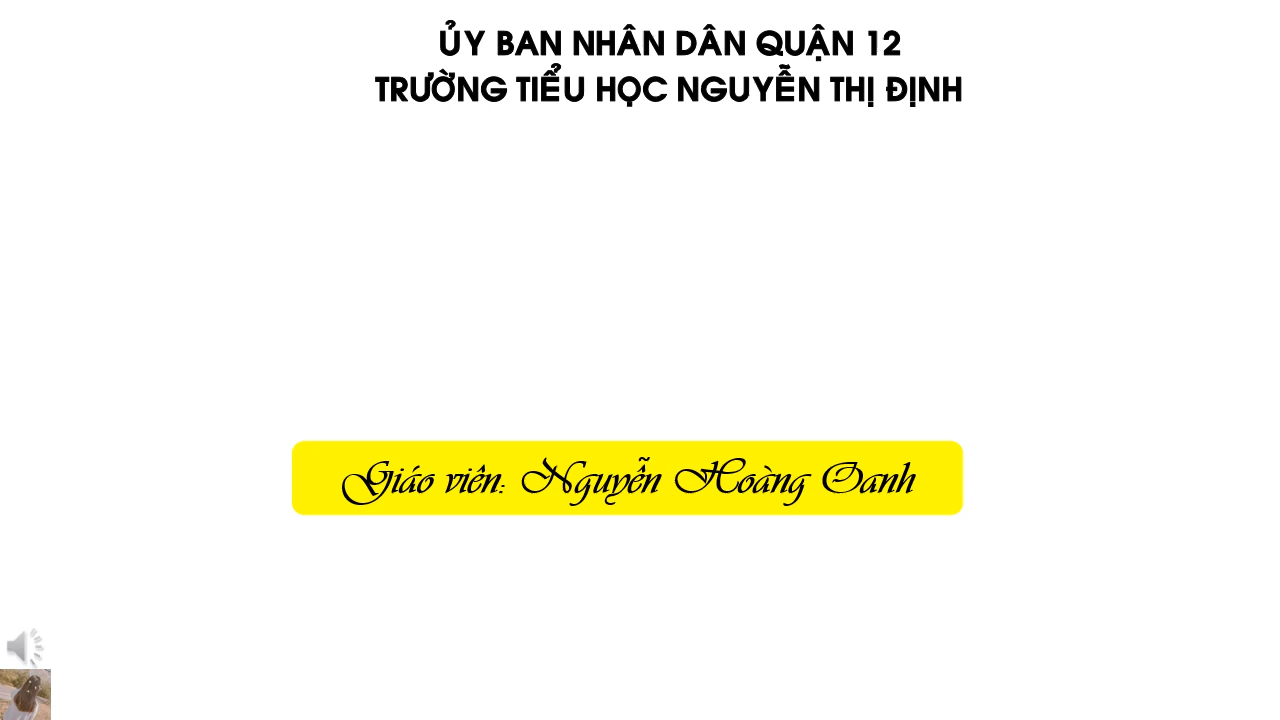 ỦY BAN NHÂN DÂN QUẬN 12
TRƯỜNG TIỂU HỌC NGUYỄN THỊ ĐỊNH
Giáo viên: Nguyễn Hoàng Oanh